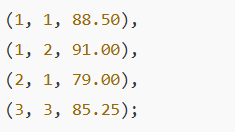 (1, 1, 88.50),
(1, 2, 91.00),
(2, 1, 79.00),
(3, 3, 85.25);